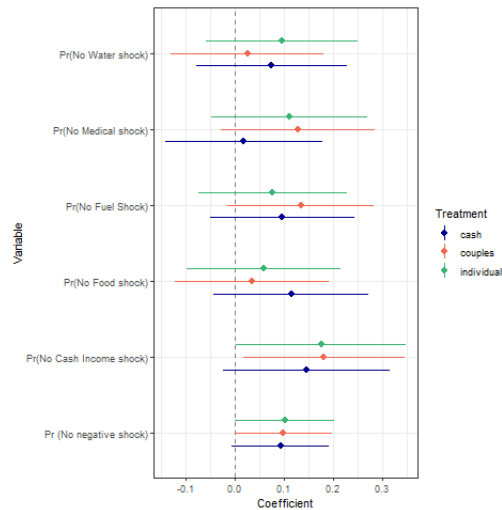 Pr(No Water shock)
Pr(No Medical shock)
Pr(No Fuel Shock)
Pr(No Food shock)
Pr(No Cash Income shock)
Pr (No negative shock)
Variable
-0.1 0.0 0.1 0.2 0.3
Coefficient
Treatment
cash
couples
individual